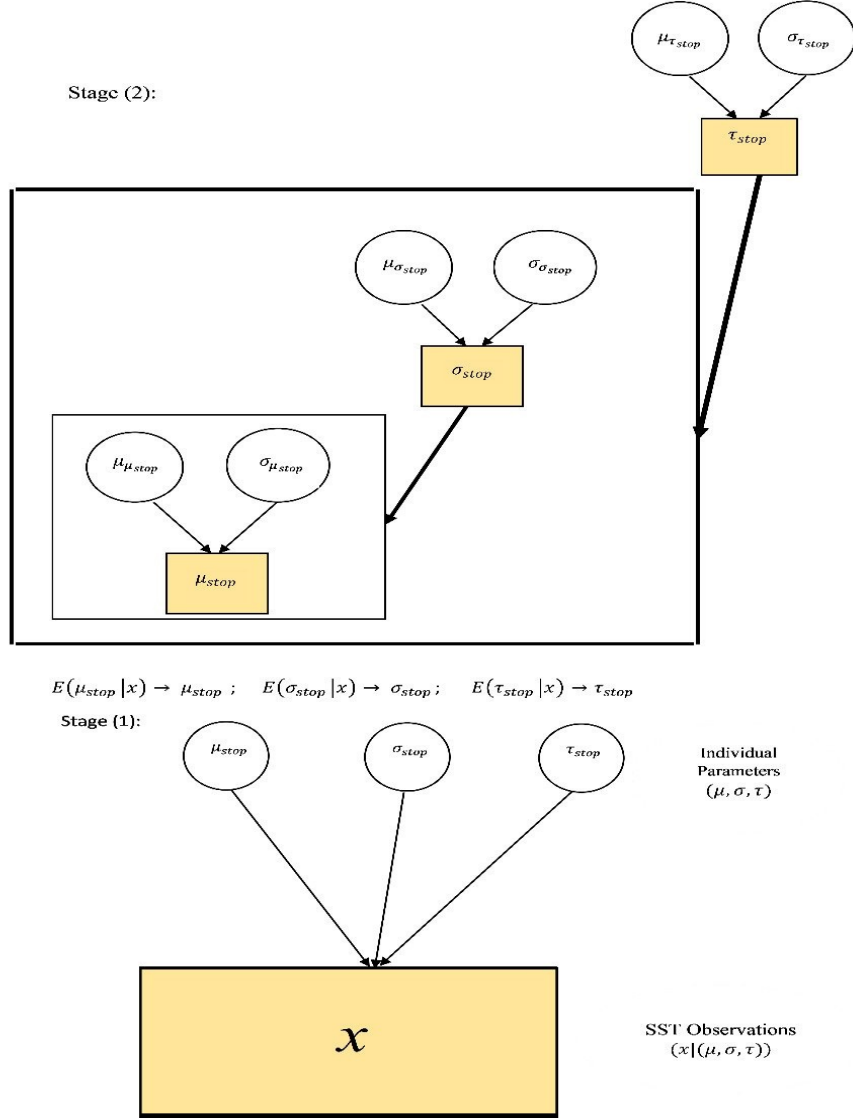 μ_{τ_{stop}} σ_{τ_{stop}}
Stage (2):
τ_{stop}
μ_{σ_{stop}} σ_{σ_{stop}}
σ_{stop}
μ_{μ_{stop}} σ_{μ_{stop}}
μ_{stop}
E(μ_{stop} |x) → μ_{stop} ; E(σ_{stop} |x) → σ_{stop} ; E(τ_{stop} |x) → τ_{stop}
Stage (1):
μ_{stop} σ_{stop} τ_{stop}
Individual
Parameters
(μ, σ, τ)
x
SST Observations
(x|(μ, σ, τ))